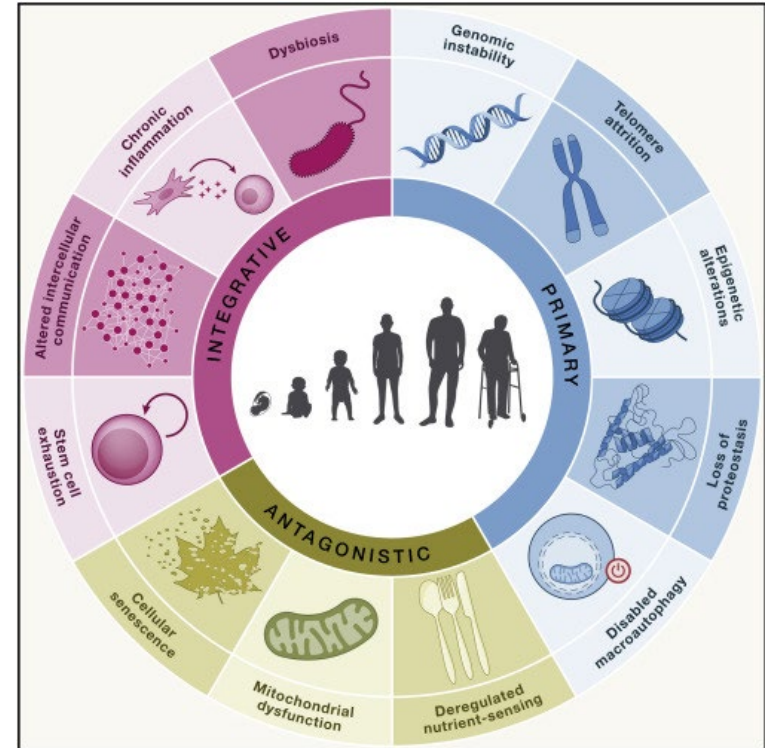 Genomic
instability
Telomere
attrition
Epigenetic
alterations
Loss of
proteostasis
Disabled
macroautophagy
Deregulated
nutrient-sensing
Mitochondrial
dysfunction
Cellular
senescence
Stem cell
exhaustion
Altered intercellular
communication
Chronic
inflammation
Dysbiosis
INTEGRATIVE
PRIMARY
ANTAGONISTIC